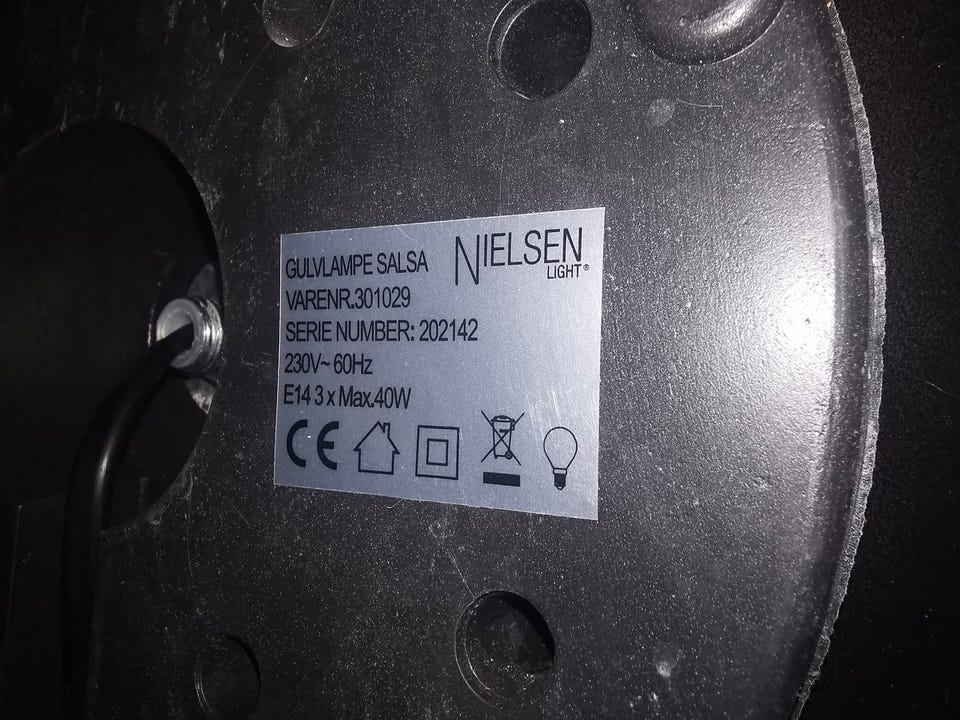 GULVLAMPE SALSA
NIELSEN
LIGHT®
VARENR.301029
SERIE NUMBER: 202142
230V~ 60Hz
E14 3 x Max.40W
CE